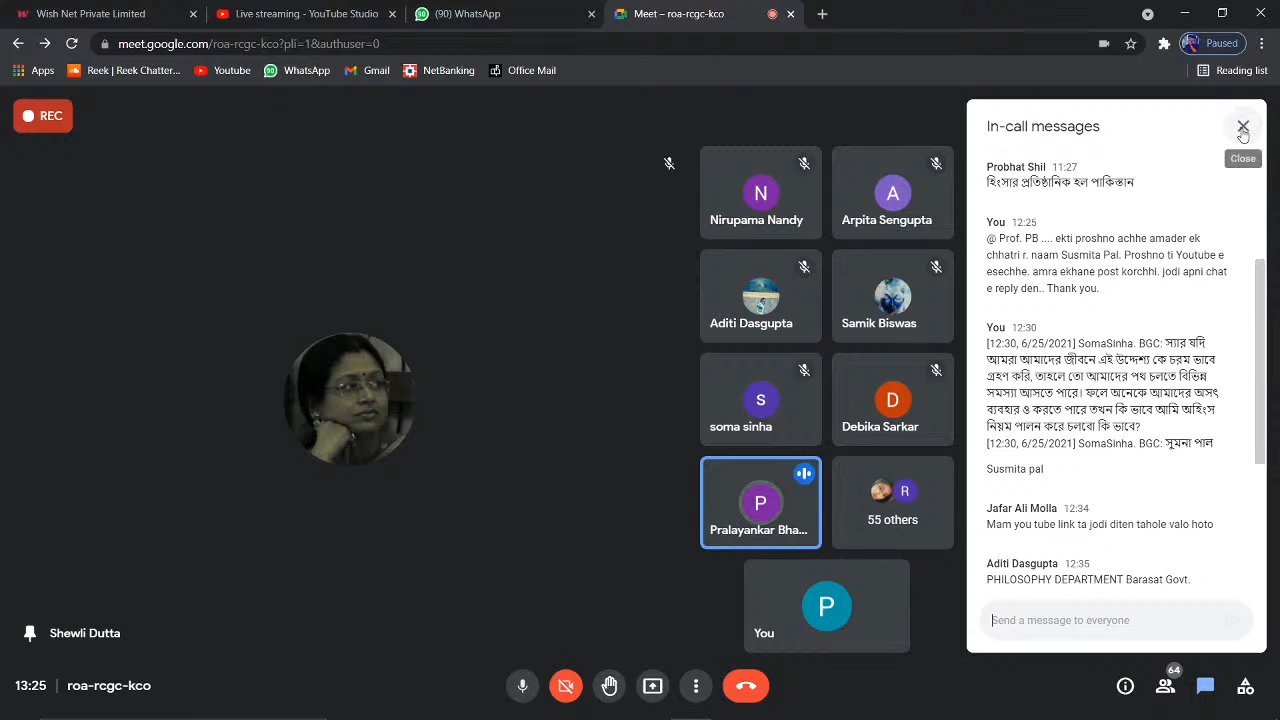 Wish Net Private Limited
Live streaming - YouTube Studio
(90) WhatsApp
Meet – roa-rcgc-kco
meet.google.com/roa-rcgc-kco?pli=1&authuser=0
Paused
Apps
Reek | Reek Chatter...
Youtube
WhatsApp
Gmail
NetBanking
Office Mail
Reading list
REC
In-call messages
Close
Probhat Shil 11:27
হিংসার প্রতিষ্ঠানিক হল পাকিস্তান
You 12:25
@ Prof. PB .... ekti proshno achhe amader ek
chhatri r. naam Susmita Pal. Proshno ti Youtube e
esechhe. amra ekhane post korchhi. jodi apni chat
e reply den.. Thank you.
You 12:30
[12:30, 6/25/2021] SomaSinha. BGC: স্যার যদি
আমরা আমাদের জীবনে এই উদ্দেশ্য কে চরম ভাবে
গ্রহণ করি, তাহলে তো আমাদের পথ চলতে বিভিন্ন
সমস্যা আসতে পারে। ফলে অনেকে আমাদের অসৎ
ব্যবহার ও করতে পারে তখন কি ভাবে আমি অহিংস
নিয়ম পালন করে চলবো কি ভাবে?
[12:30, 6/25/2021] SomaSinha. BGC: সুমনা পাল
Susmita pal
Jafar Ali Molla 12:34
Mam you tube link ta jodi diten tahole valo hoto
Aditi Dasgupta 12:35
PHILOSOPHY DEPARTMENT Barasat Govt.
Send a message to everyone
N
Nirupama Nandy
A
Arpita Sengupta
Aditi Dasgupta
Samik Biswas
s
soma sinha
D
Debika Sarkar
P
Pralayankar Bha...
R
55 others
P
You
Shewli Dutta
13:25
roa-rcgc-kco
64